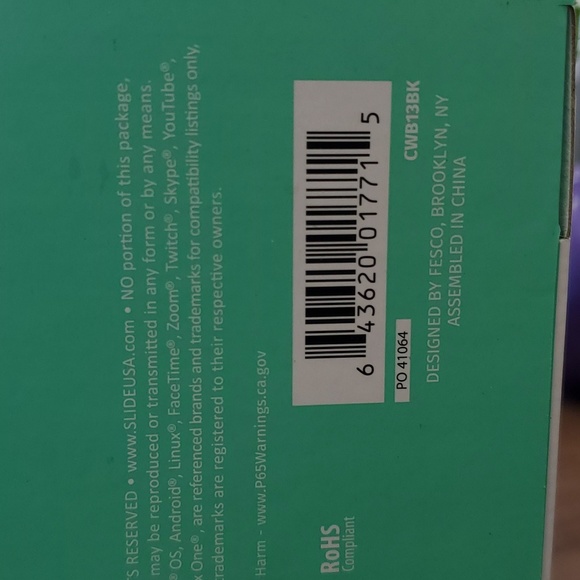 S RESERVED • www.SLIDEUSA.com • NO portion of this package,
may be reproduced or transmitted in any form or by any means.
® OS, Android®, Linux®, FaceTime®, Zoom®, Twitch®, Skype®, YouTube®,
x One®, are referenced brands and trademarks for compatibility listings only,
trademarks are registered to their respective owners.
Harm - www.P65Warnings.ca.gov
RoHS
Compliant
6 43620 01771 5
PO 41064
CWB13BK
DESIGNED BY FESCO, BROOKLYN, NY
ASSEMBLED IN CHINA